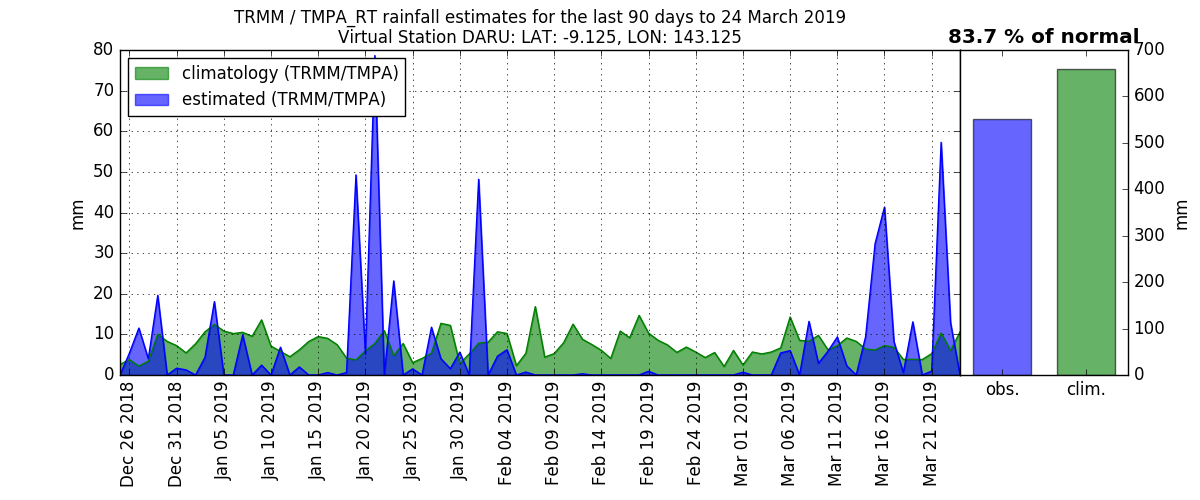 TRMM / TMPA_RT rainfall estimates for the last 90 days to 24 March 2019
Virtual Station DARU: LAT: -9.125, LON: 143.125
83.7 % of normal
climatology (TRMM/TMPA)
estimated (TRMM/TMPA)
mm
80
70
60
50
40
30
20
10
0
Dec 26 2018
Dec 31 2018
Jan 05 2019
Jan 10 2019
Jan 15 2019
Jan 20 2019
Jan 25 2019
Jan 30 2019
Feb 04 2019
Feb 09 2019
Feb 14 2019
Feb 19 2019
Feb 24 2019
Mar 01 2019
Mar 06 2019
Mar 11 2019
Mar 16 2019
Mar 21 2019
obs.
clim.
700
600
500
400
300
200
100
0
mm